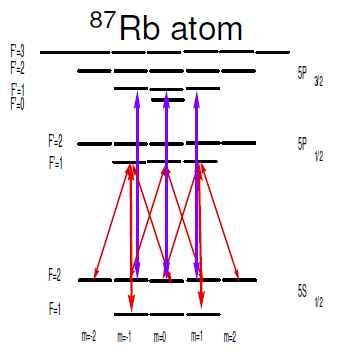 ⁸⁷Rb atom
F'=3
F'=2
5P 3/2
F'=1
F'=0
F'=2
5P 1/2
F'=1
F=2
5S 1/2
F=1
m=-2 m=-1 m=0 m=1 m=2